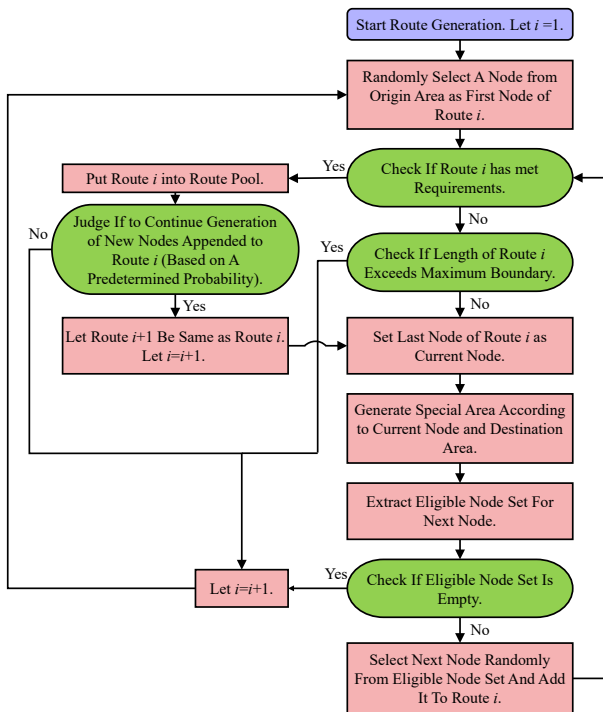 Start Route Generation. Let i =1.
Randomly Select A Node from
Origin Area as First Node of
Route i.
Yes
Put Route i into Route Pool.
Check If Route i has met
Requirements.
No
No
Judge If to Continue Generation
of New Nodes Appended to
Route i (Based on A
Predetermined Probability).
Yes
Check If Length of Route i
Exceeds Maximum Boundary.
Yes
No
Let Route i+1 Be Same as Route i.
Let i=i+1.
Set Last Node of Route i as
Current Node.
Generate Special Area According
to Current Node and Destination
Area.
Extract Eligible Node Set For
Next Node.
Yes
Let i=i+1.
Check If Eligible Node Set Is
Empty.
No
Select Next Node Randomly
From Eligible Node Set And Add
It To Route i.